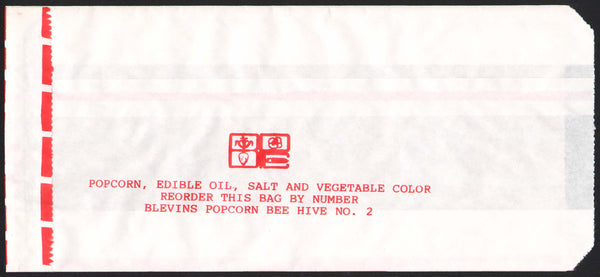 POPCORN, EDIBLE OIL, SALT AND VEGETABLE COLOR
REORDER THIS BAG BY NUMBER
BLEVINS POPCORN BEE HIVE NO. 2